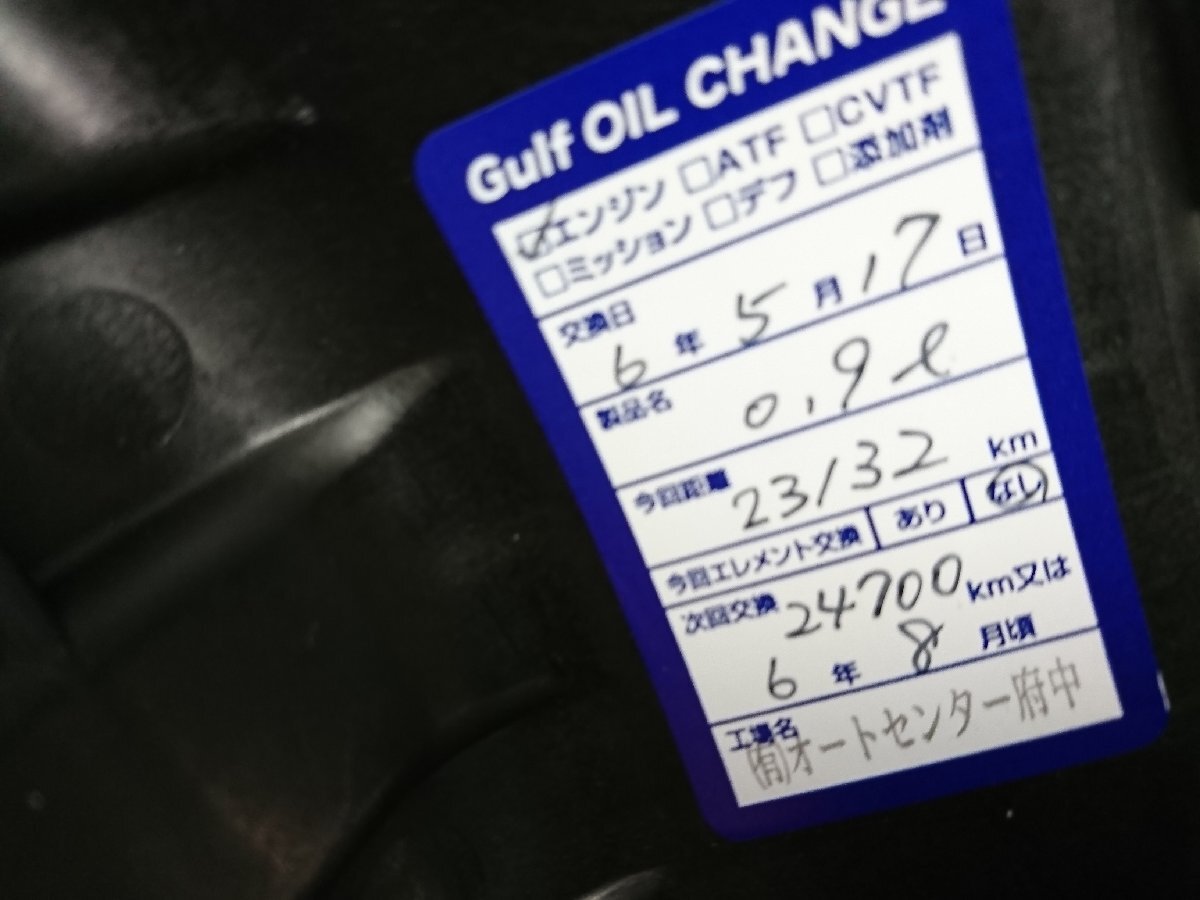 Gulf OIL CHANGE
☑エンジン □ATF □CVTF
□ミッション □デフ □添加剤
交換日
6 年 5 月 17 日
製品名
0.9ℓ
今回距離 23132 km
今回エレメント交換 あり なし
次回交換 24700 km又は
6 年 8 月頃
工場名
㈲オートセンター府中